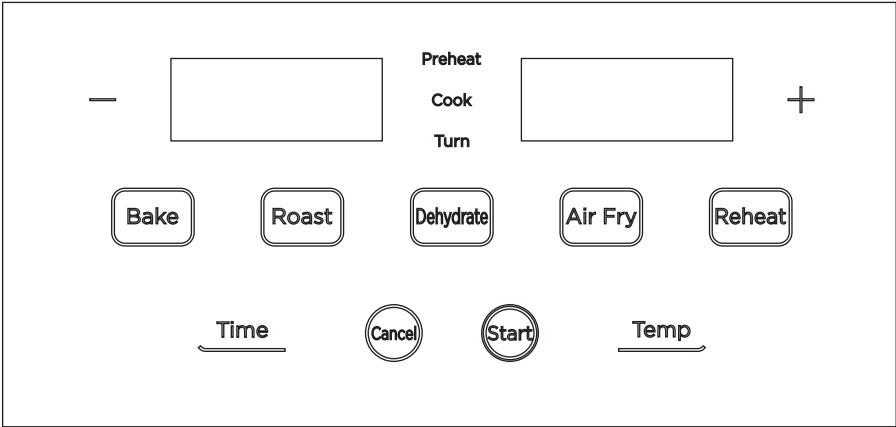 Preheat
− Cook +
Turn
Bake Roast Dehydrate Air Fry Reheat
Time Cancel Start Temp